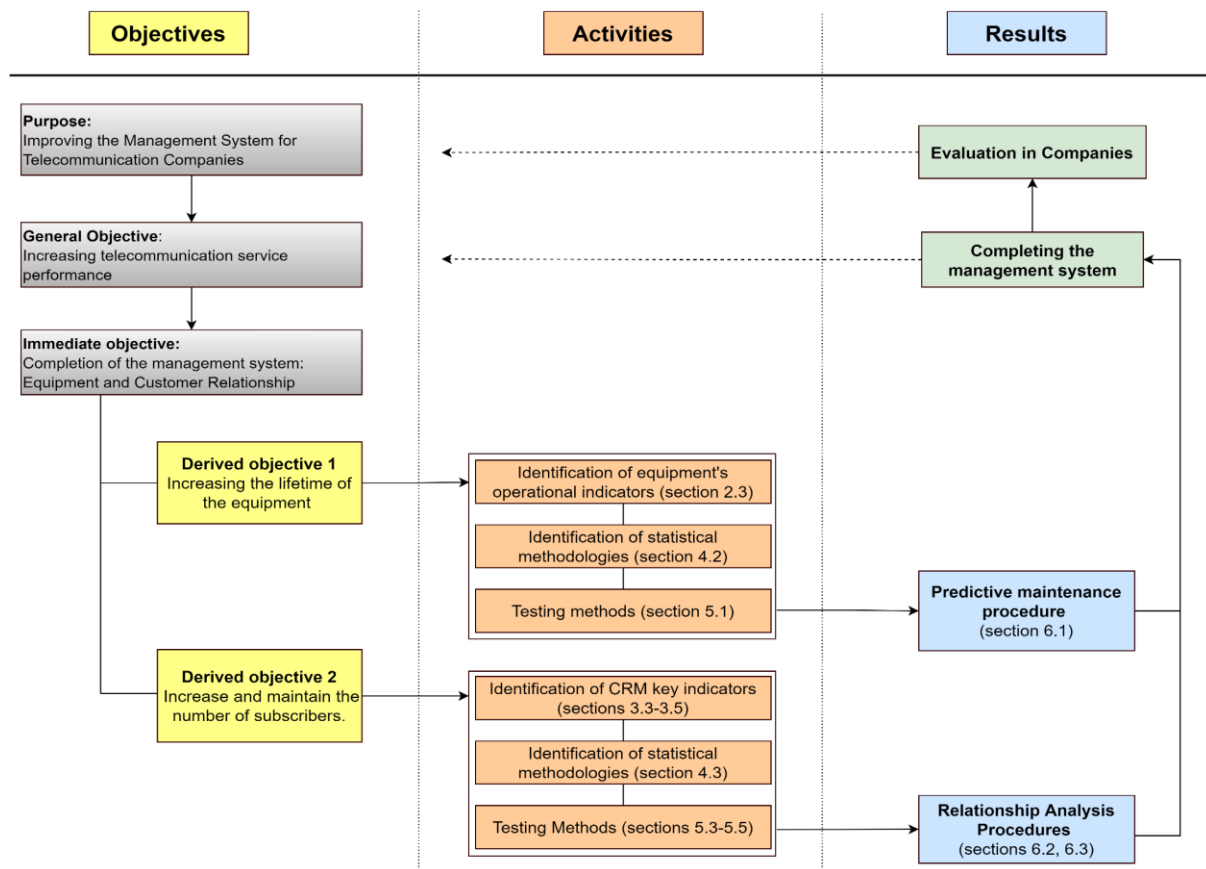 Objectives
Activities
Results
Purpose:
Improving the Management System for
Telecommunication Companies
Evaluation in Companies
General Objective:
Increasing telecommunication service
performance
Completing the
management system
Immediate objective:
Completion of the management system:
Equipment and Customer Relationship
Derived objective 1
Increasing the lifetime of
the equipment
Identification of equipment's
operational indicators (section 2.3)
Identification of statistical
methodologies (section 4.2)
Testing methods (section 5.1)
Predictive maintenance
procedure
(section 6.1)
Derived objective 2
Increase and maintain the
number of subscribers.
Identification of CRM key indicators
(sections 3.3-3.5)
Identification of statistical
methodologies (section 4.3)
Testing Methods (sections 5.3-5.5)
Relationship Analysis
Procedures
(sections 6.2, 6.3)